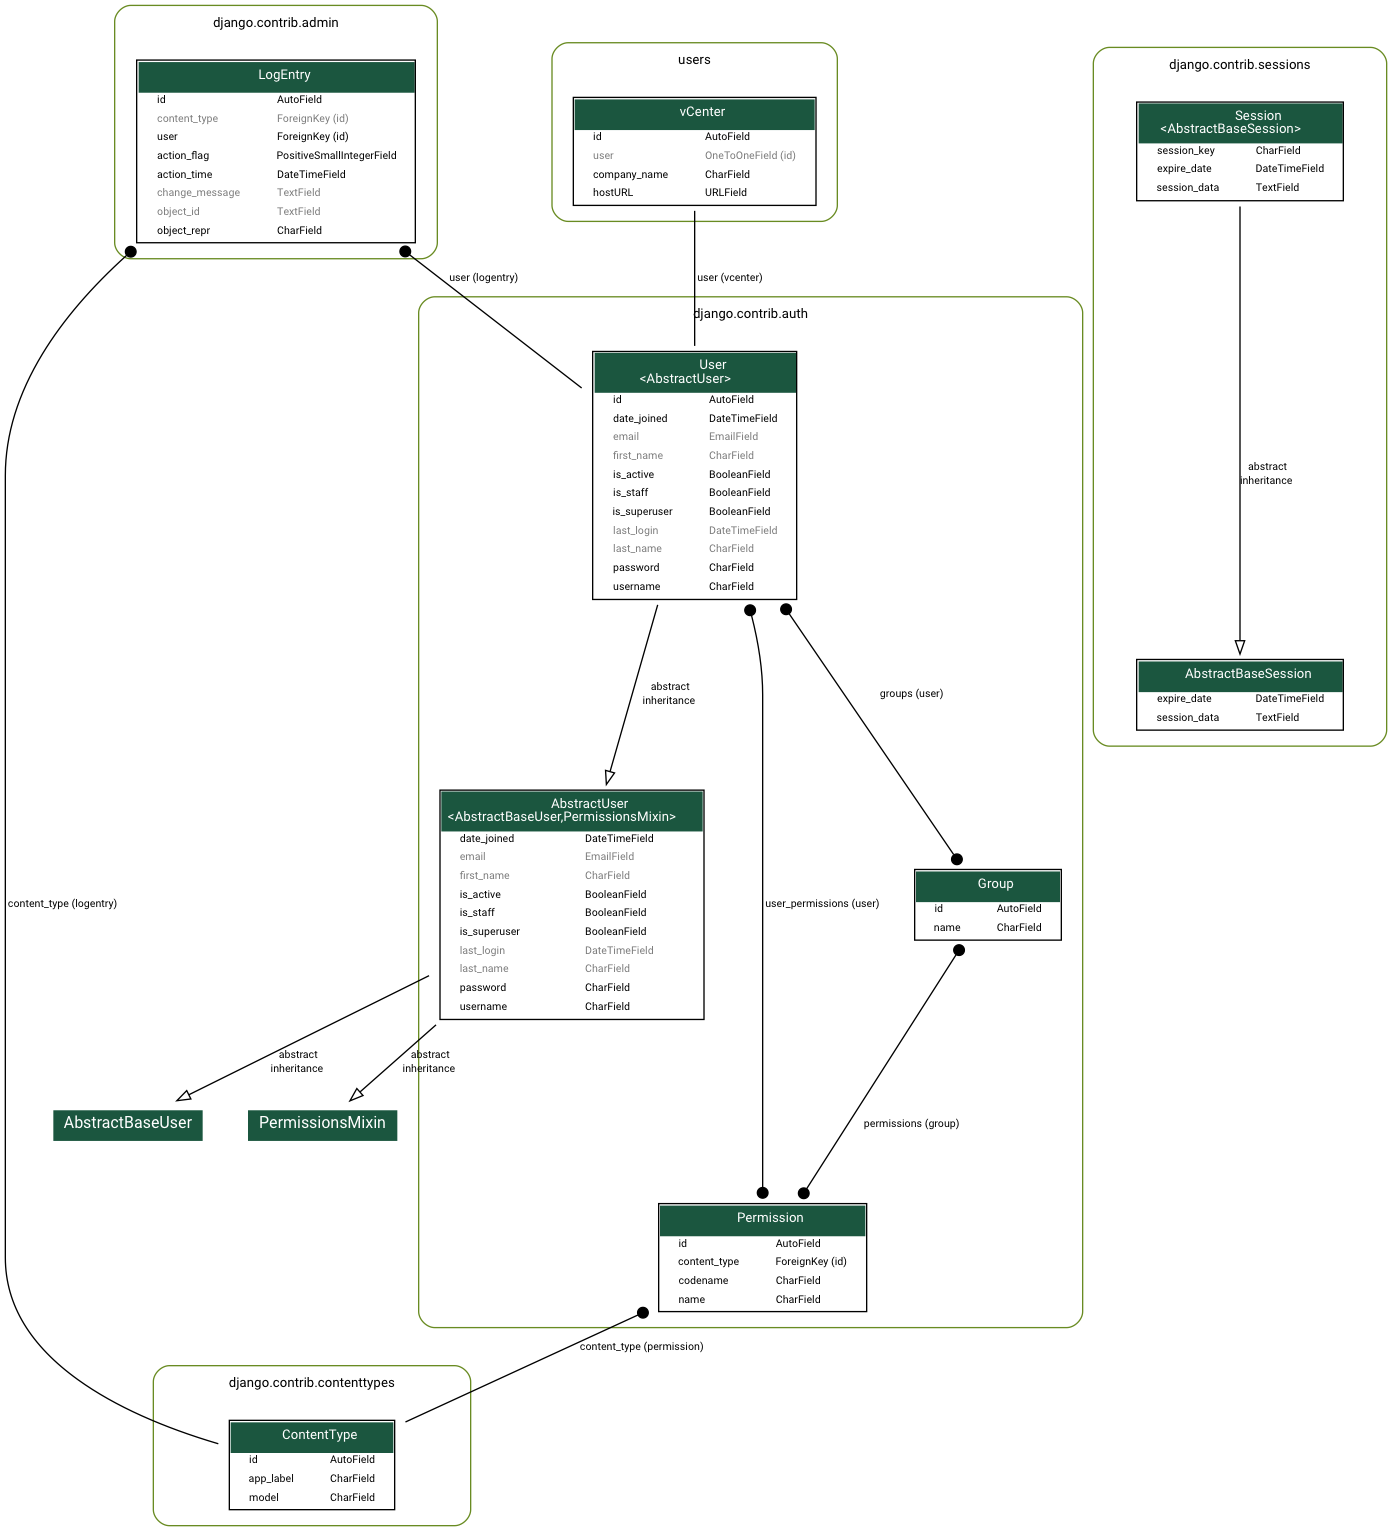 django.contrib.admin
LogEntry
id AutoField
content_type ForeignKey (id)
user ForeignKey (id)
action_flag PositiveSmallIntegerField
action_time DateTimeField
change_message TextField
object_id TextField
object_repr CharField
users
vCenter
id AutoField
user OneToOneField (id)
company_name CharField
hostURL URLField
django.contrib.sessions
Session
<AbstractBaseSession>
session_key CharField
expire_date DateTimeField
session_data TextField
user (logentry)
user (vcenter)
django.contrib.auth
User
<AbstractUser>
id AutoField
date_joined DateTimeField
email EmailField
first_name CharField
is_active BooleanField
is_staff BooleanField
is_superuser BooleanField
last_login DateTimeField
last_name CharField
password CharField
username CharField
abstract
inheritance
AbstractBaseSession
expire_date DateTimeField
session_data TextField
abstract
inheritance
groups (user)
AbstractUser
<AbstractBaseUser,PermissionsMixin>
date_joined DateTimeField
email EmailField
first_name CharField
is_active BooleanField
is_staff BooleanField
is_superuser BooleanField
last_login DateTimeField
last_name CharField
password CharField
username CharField
content_type (logentry)
user_permissions (user)
Group
id AutoField
name CharField
abstract
inheritance
abstract
inheritance
AbstractBaseUser
PermissionsMixin
permissions (group)
Permission
id AutoField
content_type ForeignKey (id)
codename CharField
name CharField
content_type (permission)
django.contrib.contenttypes
ContentType
id AutoField
app_label CharField
model CharField